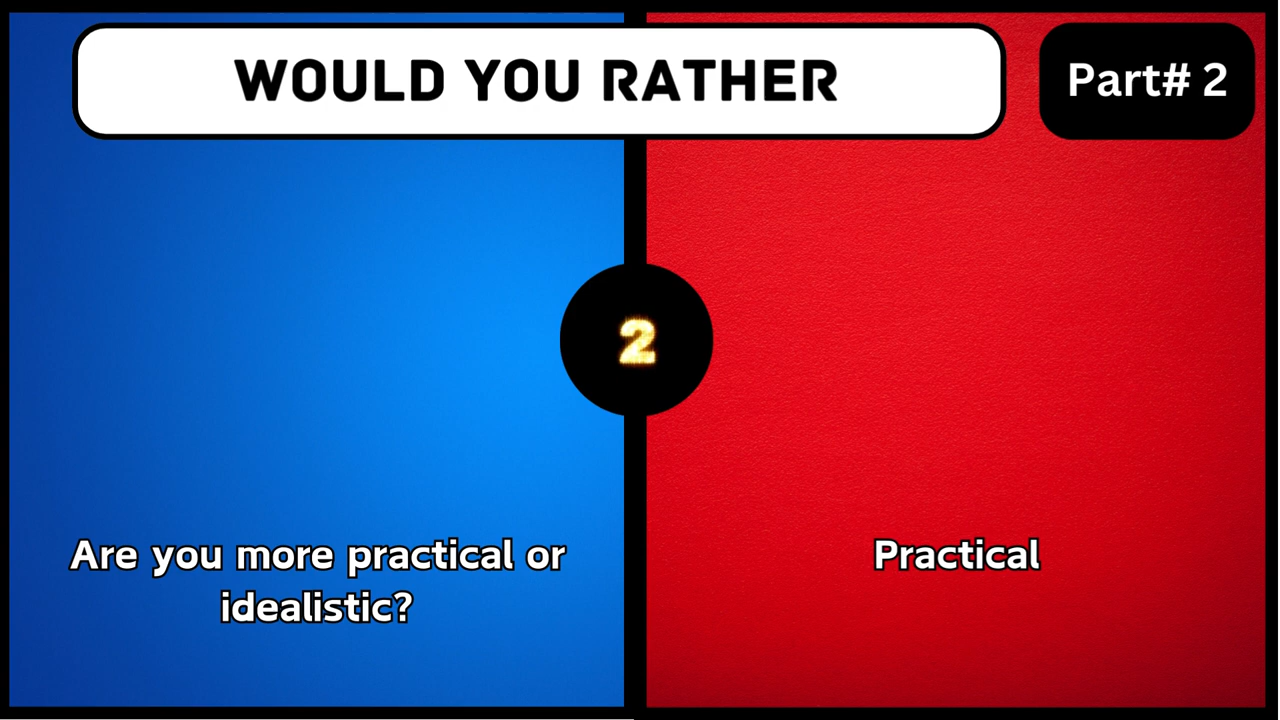 WOULD YOU RATHER
Part# 2
2
Are you more practical or
idealistic?
Practical